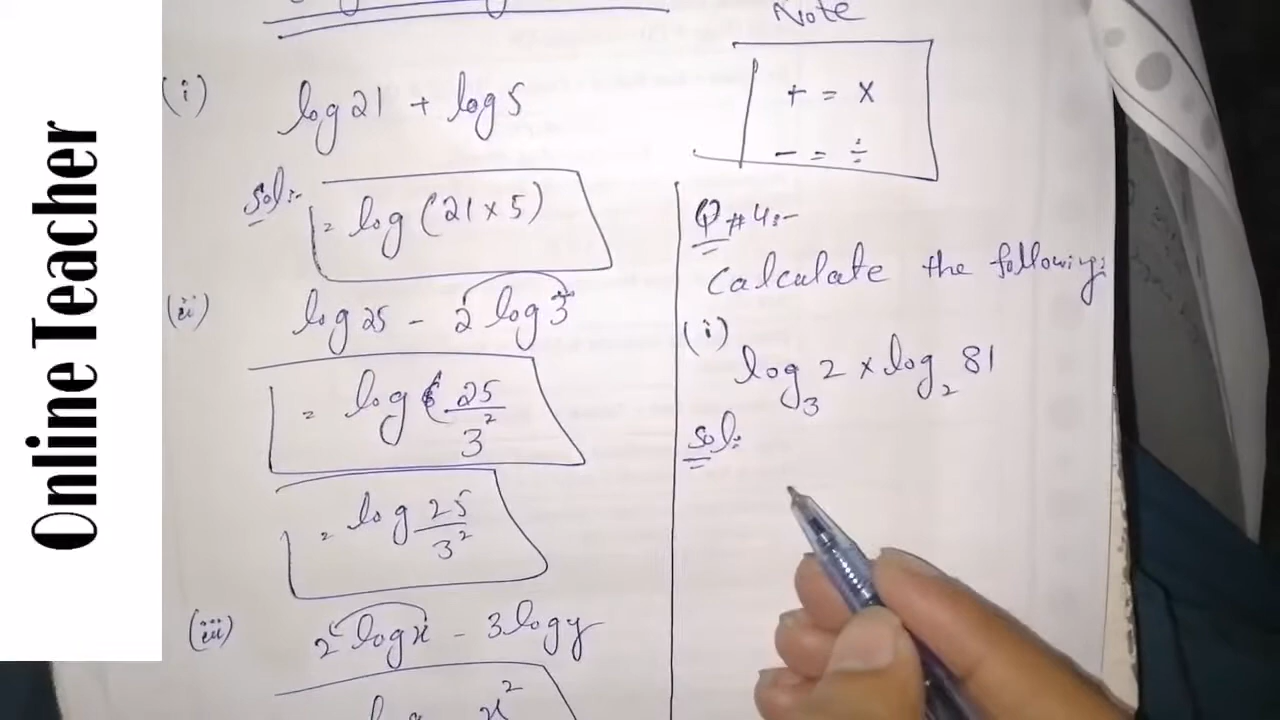 Online Teacher
(i) log 21 + log 5
Sol:-
= log (21 × 5)
(ii) log 25 - 2 log 3
= log ( 25 / 3²
= log 25 / 3²
(iii) 2 log x - 3 log y
x²
Note
+ = ×
- = ÷
Q #4:-
Calculate the following:
(i) log₃ 2 × log₂ 81
Sol: